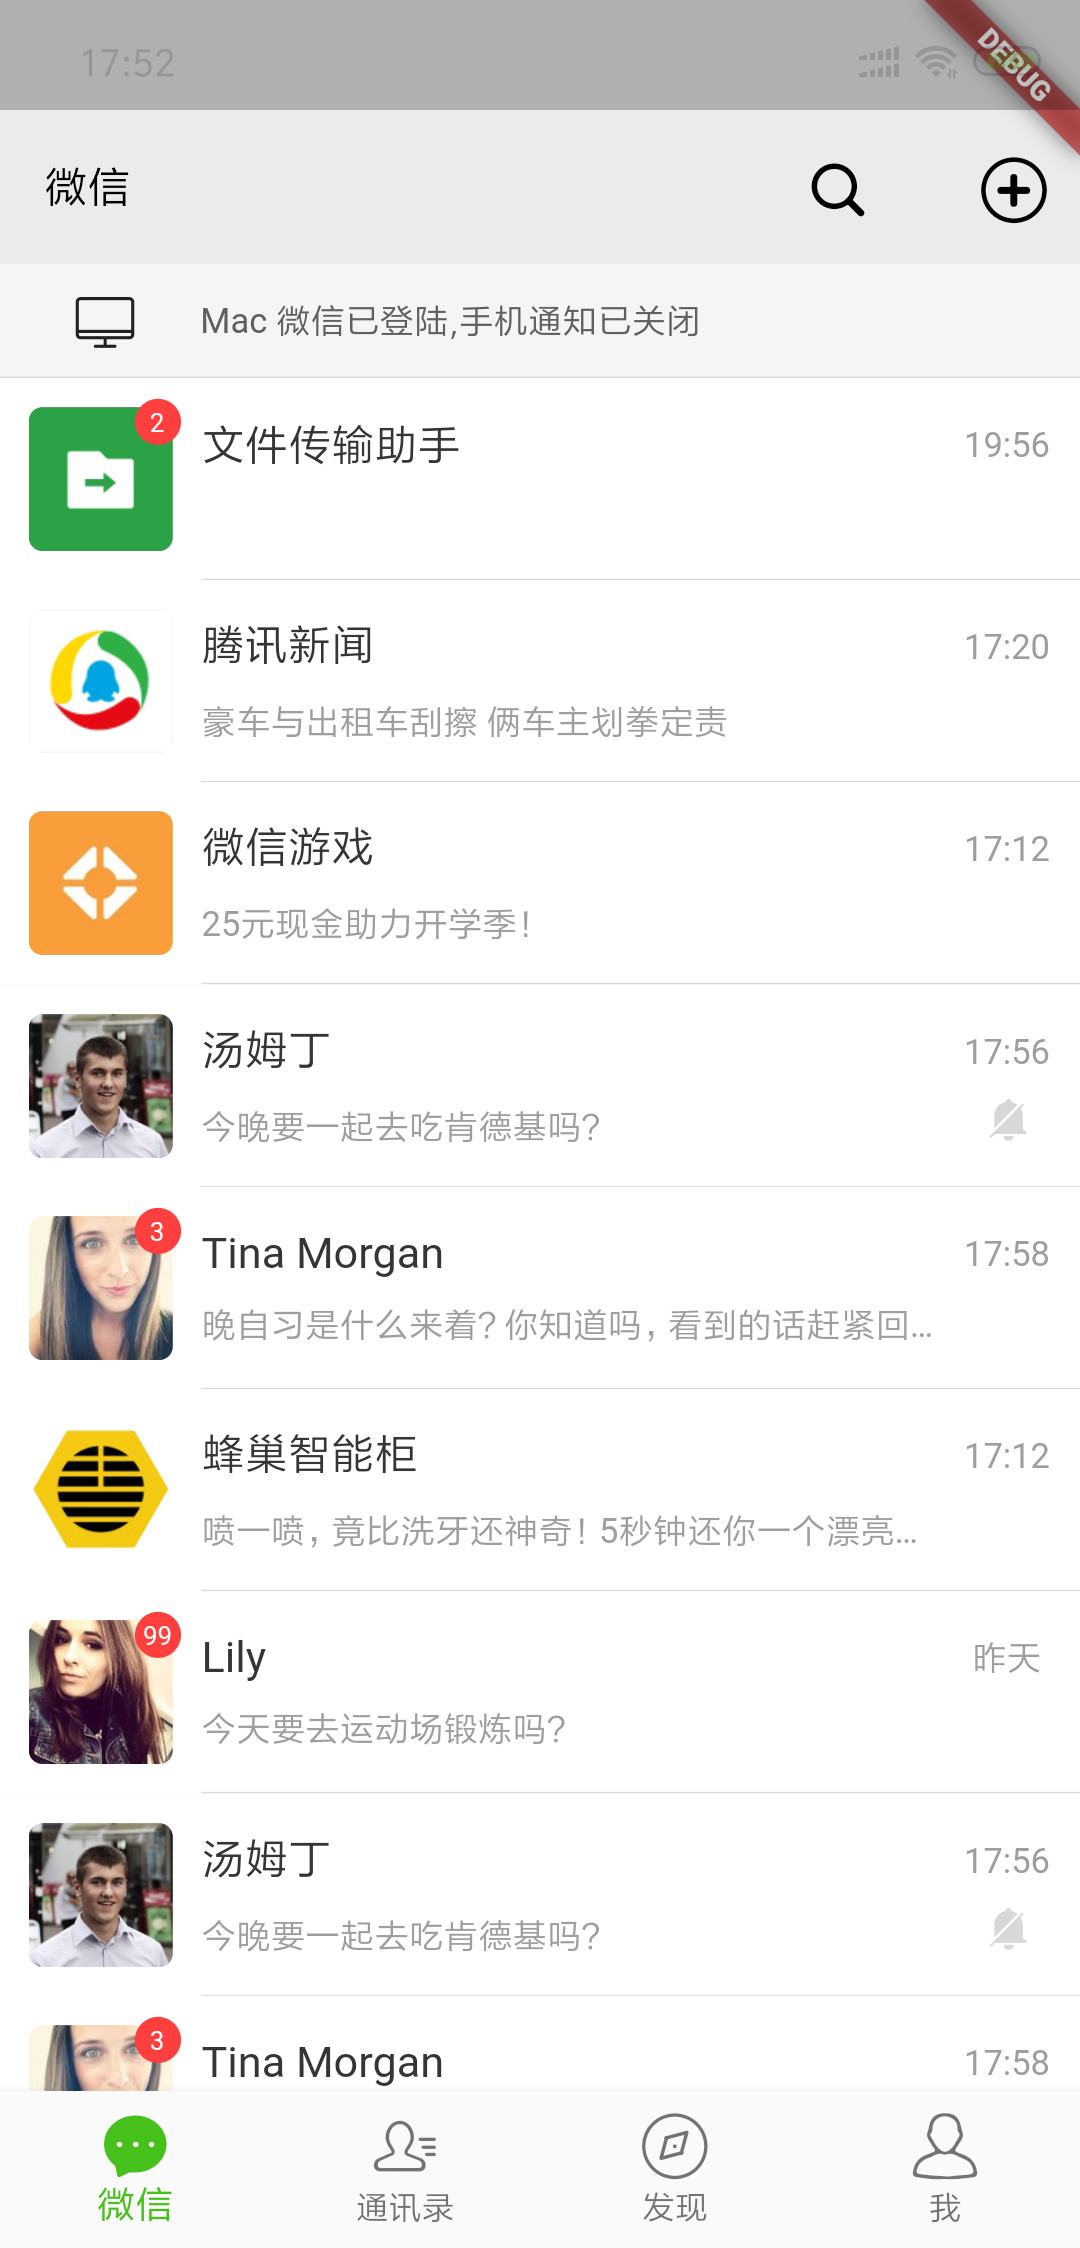 17:52
DEBUG
微信
Mac 微信已登陆,手机通知已关闭
2
文件传输助手
19:56
腾讯新闻
17:20
豪车与出租车刮擦 俩车主划拳定责
微信游戏
17:12
25元现金助力开学季！
汤姆丁
17:56
今晚要一起去吃肯德基吗？
3
Tina Morgan
17:58
晚自习是什么来着？你知道吗，看到的话赶紧回...
蜂巢智能柜
17:12
喷一喷，竟比洗牙还神奇！5秒钟还你一个漂亮...
99
Lily
昨天
今天要去运动场锻炼吗？
汤姆丁
17:56
今晚要一起去吃肯德基吗？
3
Tina Morgan
17:58
微信
通讯录
发现
我